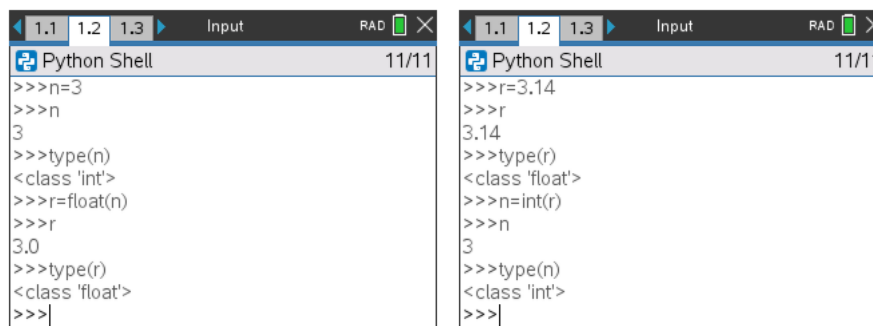 1.1 1.2 1.3 Input RAD
Python Shell 11/11
>>>n=3
>>>n
3
>>>type(n)
<class 'int'>
>>>r=float(n)
>>>r
3.0
>>>type(r)
<class 'float'>
>>>
1.1 1.2 1.3 Input RAD
Python Shell 11/11
>>>r=3.14
>>>r
3.14
>>>type(r)
<class 'float'>
>>>n=int(r)
>>>n
3
>>>type(n)
<class 'int'>
>>>